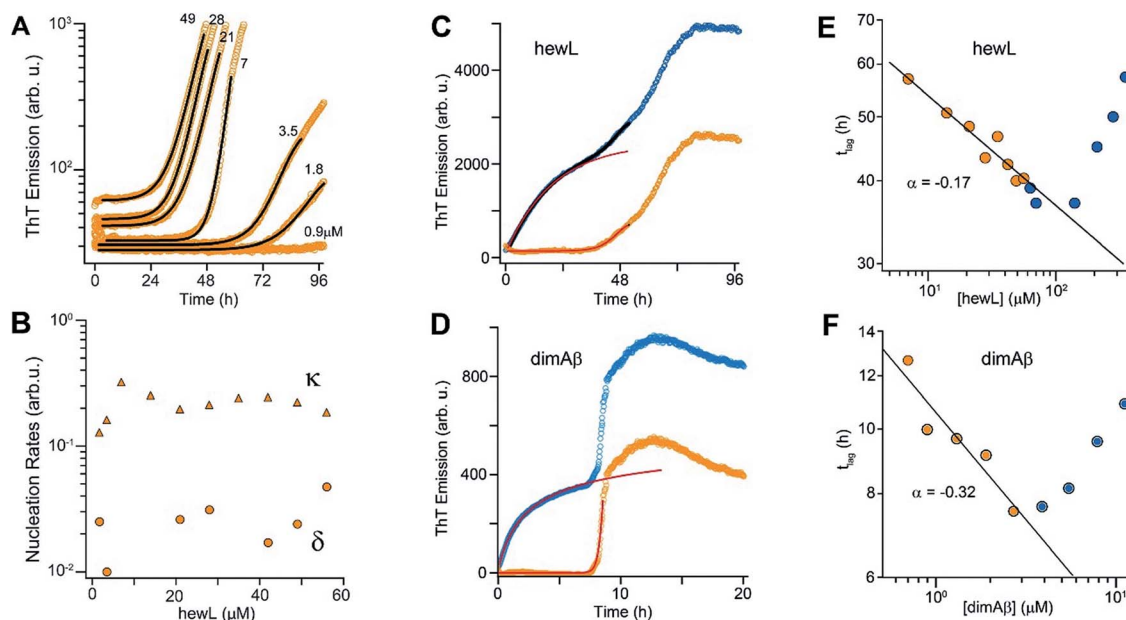 A
10³
10²
ThT Emission (arb. u.)
49
28
21
7
3.5
1.8
0.9µM
0
24
48
72
96
Time (h)
B
10⁰
10⁻¹
10⁻²
Nucleation Rates (arb.u.)
κ
δ
0
20
40
60
hewL (µM)
C
hewL
4000
2000
0
ThT Emission (arb. u.)
0
48
96
Time (h)
D
dimAβ
800
400
0
ThT Emission (arb. u.)
0
10
20
Time (h)
E
hewL
60
50
40
30
t_lag (h)
α = -0.17
10¹
10²
[hewL] (µM)
F
dimAβ
14
12
10
8
6
t_lag (h)
α = -0.32
10⁰
10¹
[dimAβ] (µM)